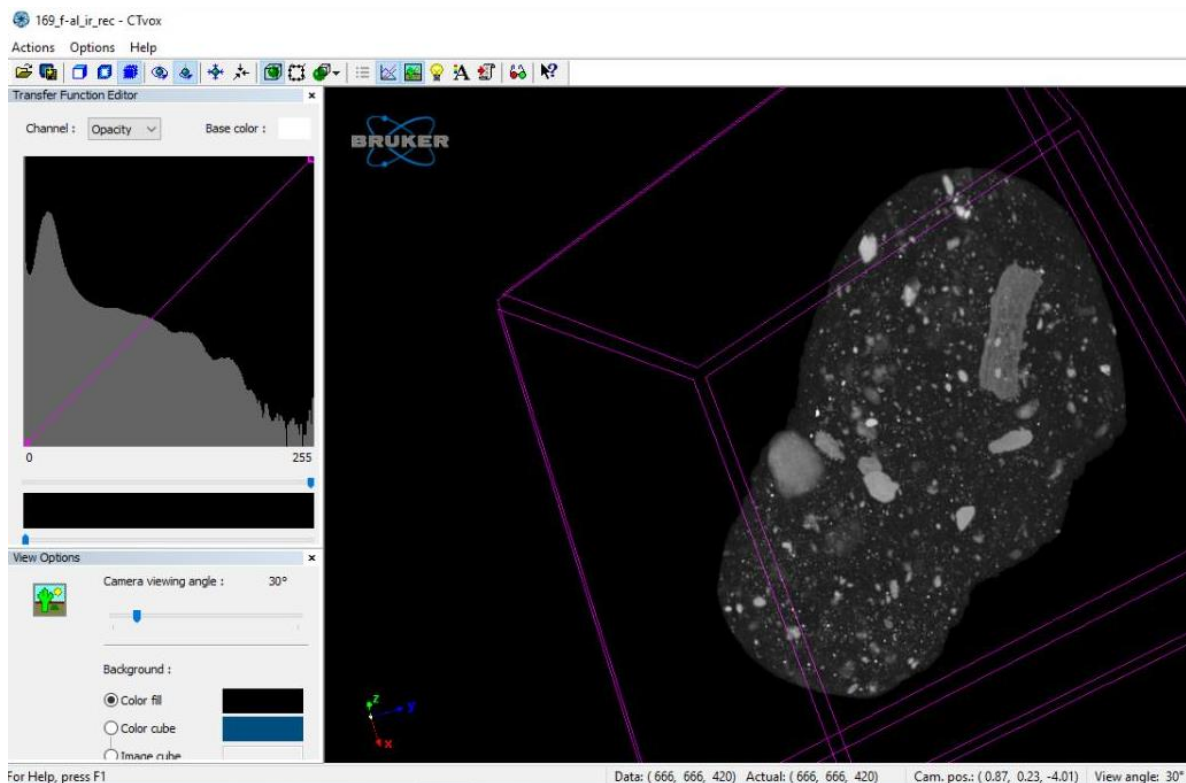 169_f-al_ir_rec - CTvox
Actions Options Help
Transfer Function Editor x
Channel : Opacity Base color :
0 255
View Options x
Camera viewing angle : 30°
Background :
Color fill
Color cube
Image cube
BRUKER
z
y
x
For Help, press F1 Data: ( 666, 666, 420) Actual: ( 666, 666, 420) Cam. pos.: ( 0.87, 0.23, -4.01) View angle: 30°